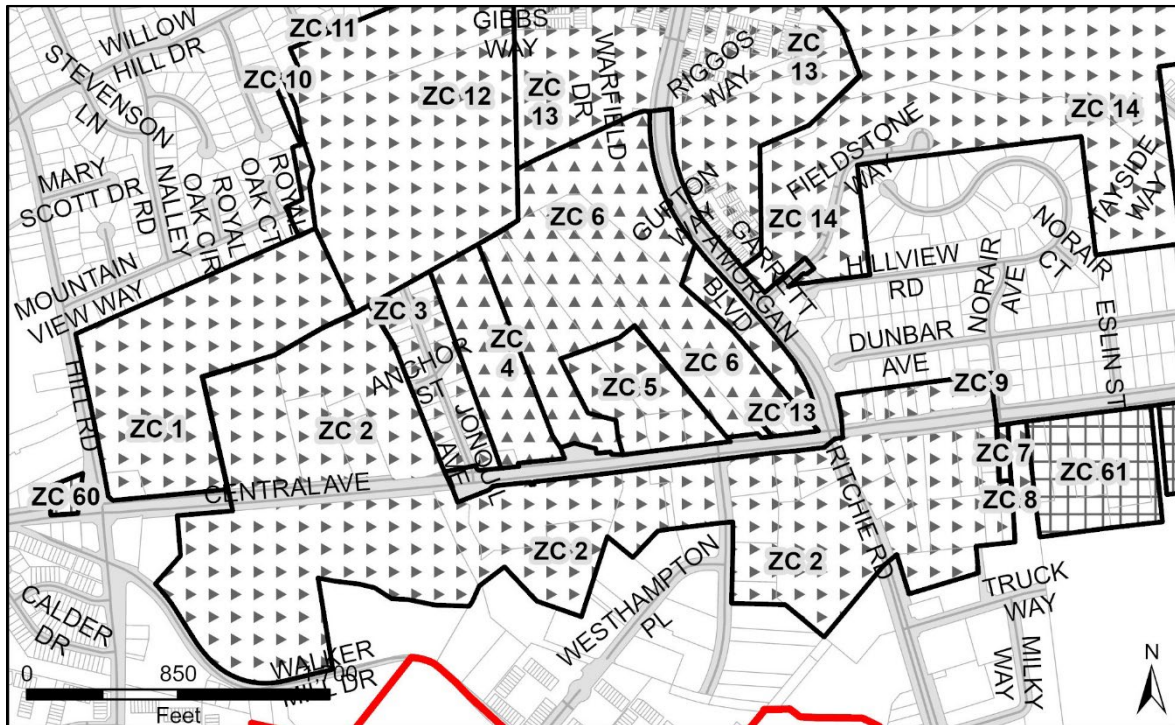 ZC 11
GIBBS
WAY
WILLOW
HILL DR
STEVENSON
LN
ZC 10
ZC 12
ZC
13
WARFIELD
DR
RIGGOS
WAY
ZC
13
ZC 14
FIELDSTONE
WAY
TAYSIDE
WAY
MARY
SCOTT DR
NALLEY
RD
ROYAL
OAK CIR
ROYAL
OAK CT
ZC 6
GUPTON
WAY
GARRETT
A MORGAN
BLVD
ZC 14
HILLVIEW
RD
NORAIR
CT
NORAIR
AVE
MOUNTAIN
VIEW WAY
ZC 3
ZC
4
ANCHOR
ST
JONQUIL
AVE
DUNBAR
AVE
ESLIN ST
HILL RD
ZC 1
ZC 2
ZC 5
ZC 6
ZC 13
ZC 9
ZC 7
ZC 61
ZC 60
CENTRAL AVE
RITCHIE RD
ZC 8
ZC 2
ZC 2
WESTHAMPTON
PL
TRUCK
WAY
MILKY
WAY
CALDER
DR
WALKER
MILL DR
0
850
Feet
N